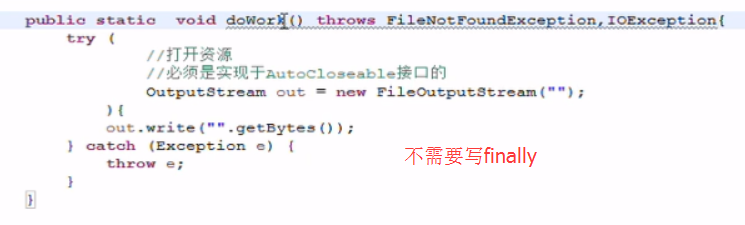 public static void doWork() throws FileNotFoundException,IOException{
try (
//打开资源
//必须是实现于AutoCloseable接口的
OutputStream out = new FileOutputStream("");
){
out.write("".getBytes());
} catch (Exception e) {
不需要写finally
throw e;
}
}